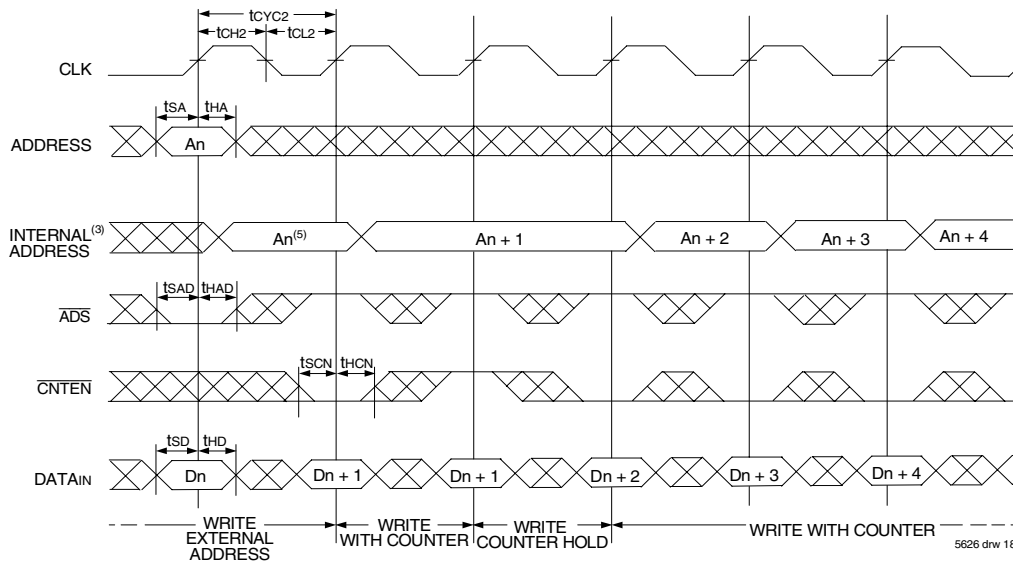 tCYC2
tCH2 tCL2
CLK
tSA tHA
ADDRESS An
INTERNAL(3) ADDRESS An(5) An + 1 An + 2 An + 3 An + 4
tSAD tHAD
ADS
tSCN tHCN
CNTEN
tSD tHD
DATAIN Dn Dn + 1 Dn + 1 Dn + 2 Dn + 3 Dn + 4
WRITE EXTERNAL ADDRESS
WRITE WITH COUNTER
WRITE COUNTER HOLD
WRITE WITH COUNTER
5626 drw 18